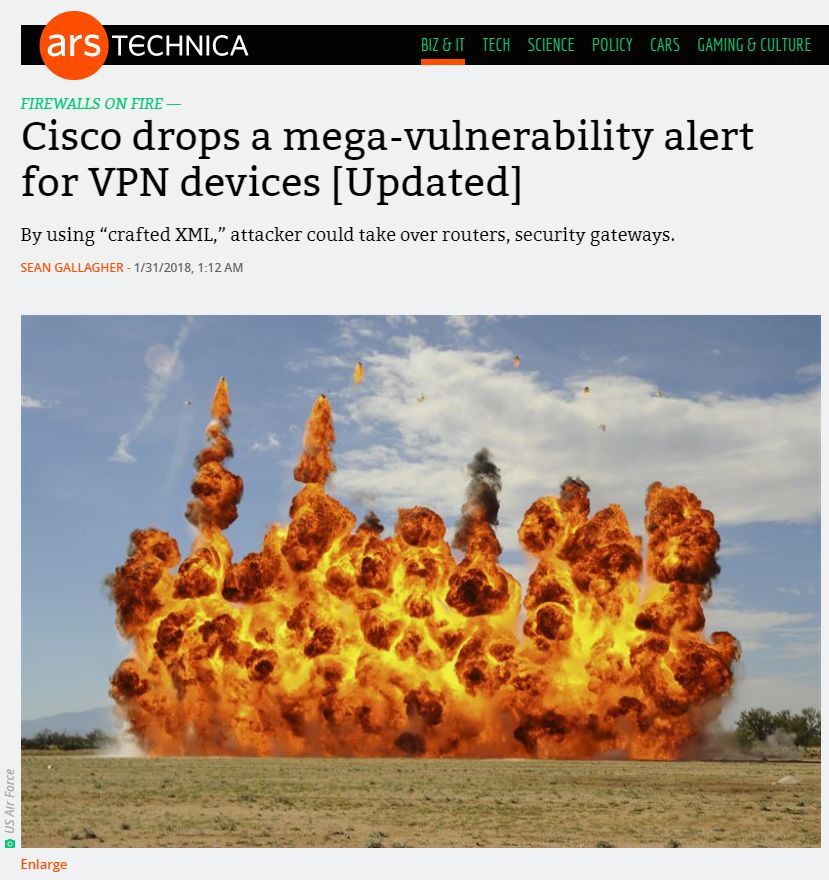 ars TECHNICA
BIZ & IT TECH SCIENCE POLICY CARS GAMING & CULTURE
FIREWALLS ON FIRE —
Cisco drops a mega-vulnerability alert
for VPN devices [Updated]
By using “crafted XML,” attacker could take over routers, security gateways.
SEAN GALLAGHER - 1/31/2018, 1:12 AM
US Air Force
Enlarge